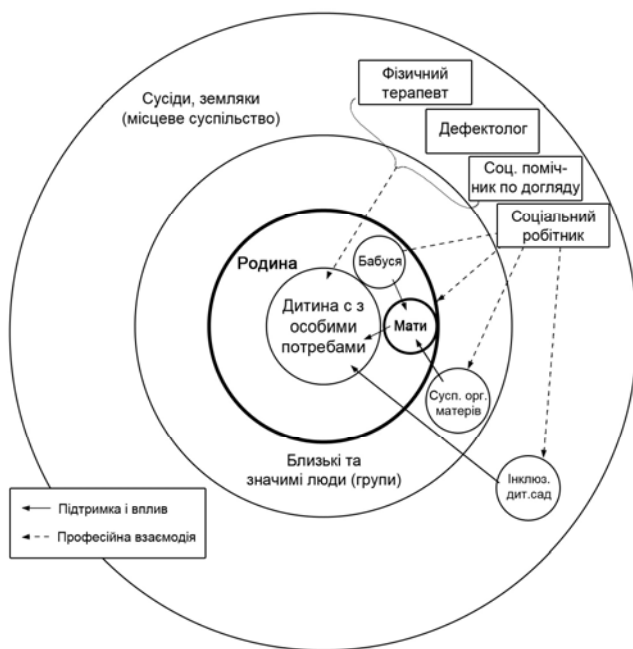 Фізичний
терапевт
Сусіди, земляки
(місцеве суспільство)
Дефектолог
Соц. поміч-
ник по догляду
Соціальний
робітник
Родина
Бабуся
Дитина с з
особими
потребами
Мати
Сусп. орг.
матерів
Близькі та
значимі люди (групи)
Інклюз.
дит.сад
Підтримка і вплив
Професійна взаємодія